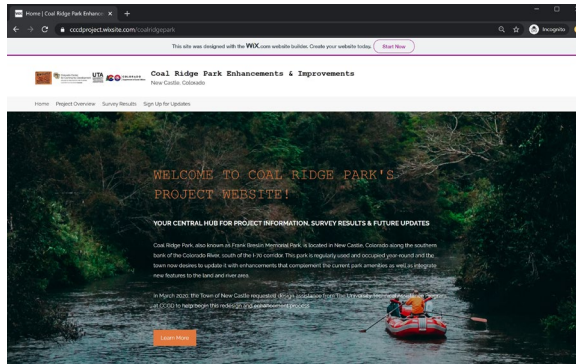 Home | Coal Ridge Park Enhance
cccdproject.wixsite.com/coalridgepark
Incognito
This site was designed with the WiX.com website builder. Create your website today.
Start Now
UTA
COLORADO
Coal Ridge Park Enhancements & Improvements
New Castle, Colorado
Home Project Overview Survey Results Sign Up for Updates
WELCOME TO COAL RIDGE PARK'S
PROJECT WEBSITE!
YOUR CENTRAL HUB FOR PROJECT INFORMATION, SURVEY RESULTS & FUTURE UPDATES
Coal Ridge Park, also known as Frank Breslin Memorial Park, is located in New Castle, Colorado along the southern
bank of the Colorado River, south of the I-70 corridor. This park is regularly used and occupied year-round and the
town now desires to update it with enhancements that complement the current park amenities as well as integrate
new features to the land and river area.
In March 2020, the Town of New Castle requested design assistance from The University
at CCCD to help begin this redesign and enhancement process.
Learn More